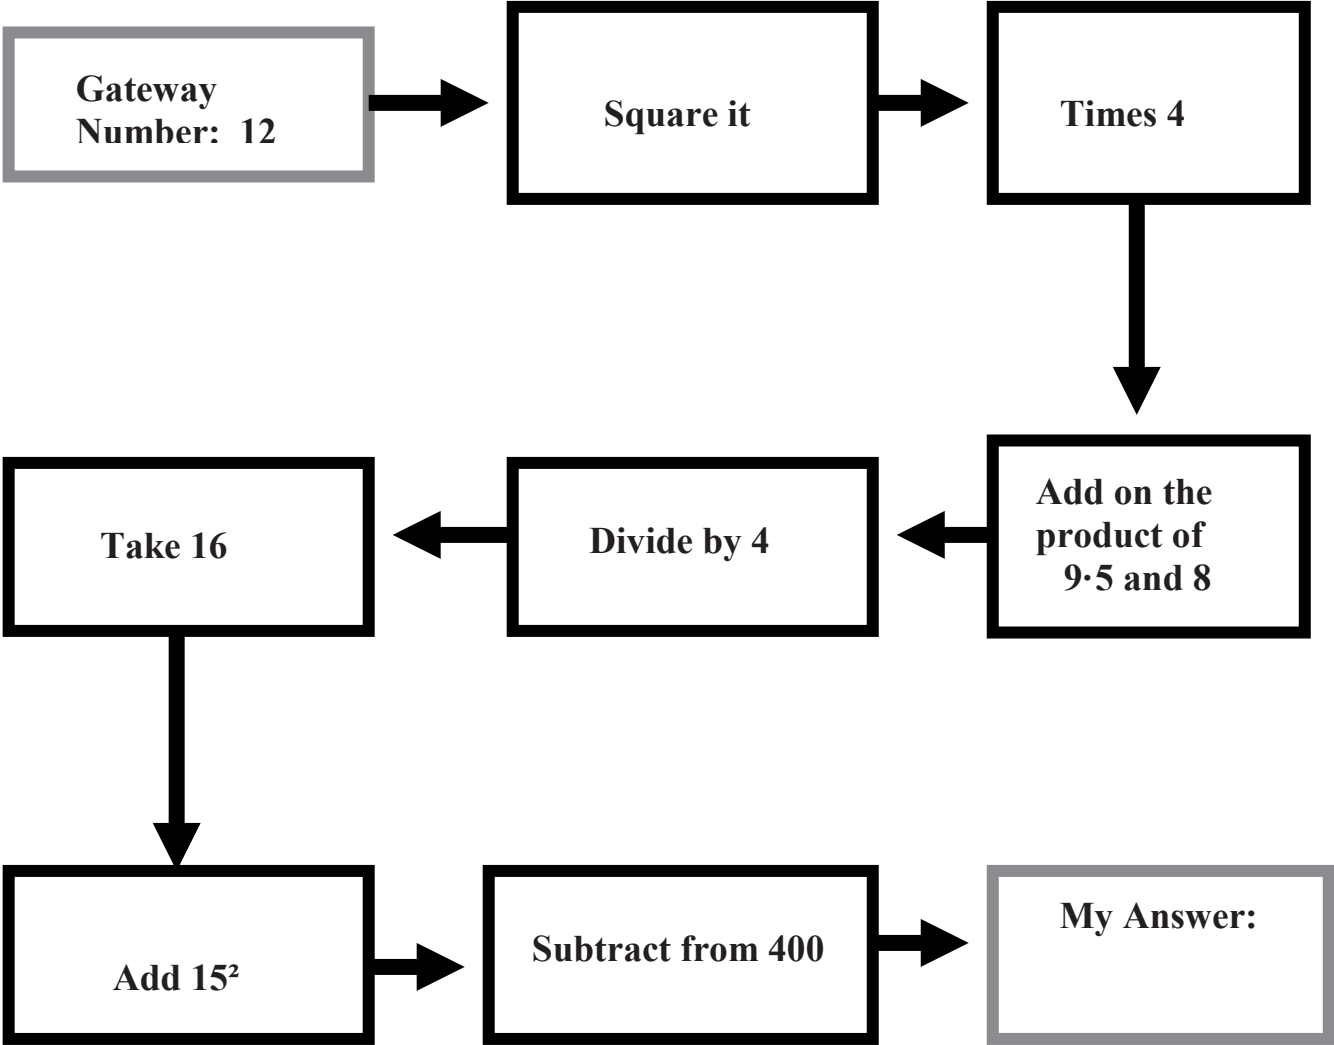 Gateway
Number: 12
Square it
Times 4
Add on the
product of
9·5 and 8
Divide by 4
Take 16
Add 15²
Subtract from 400
My Answer: